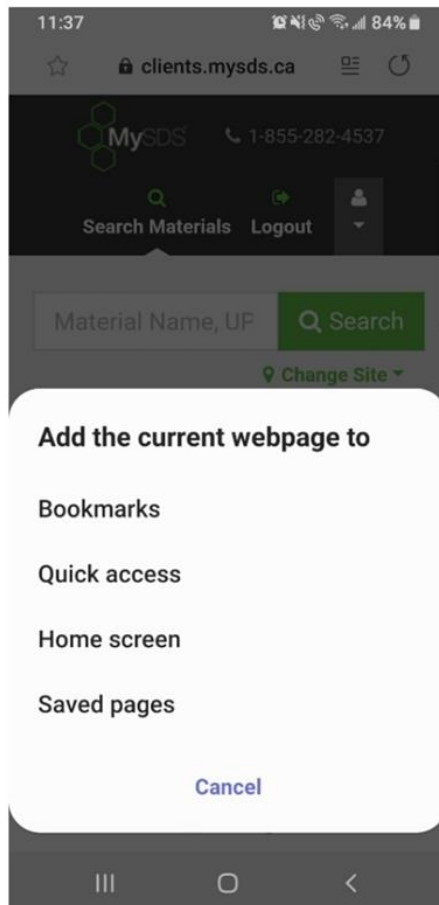 11:37 84%
clients.mysds.ca
MySDS 1-855-282-4537
Search Materials Logout
Material Name, UP Search
Change Site
Add the current webpage to
Bookmarks
Quick access
Home screen
Saved pages
Cancel